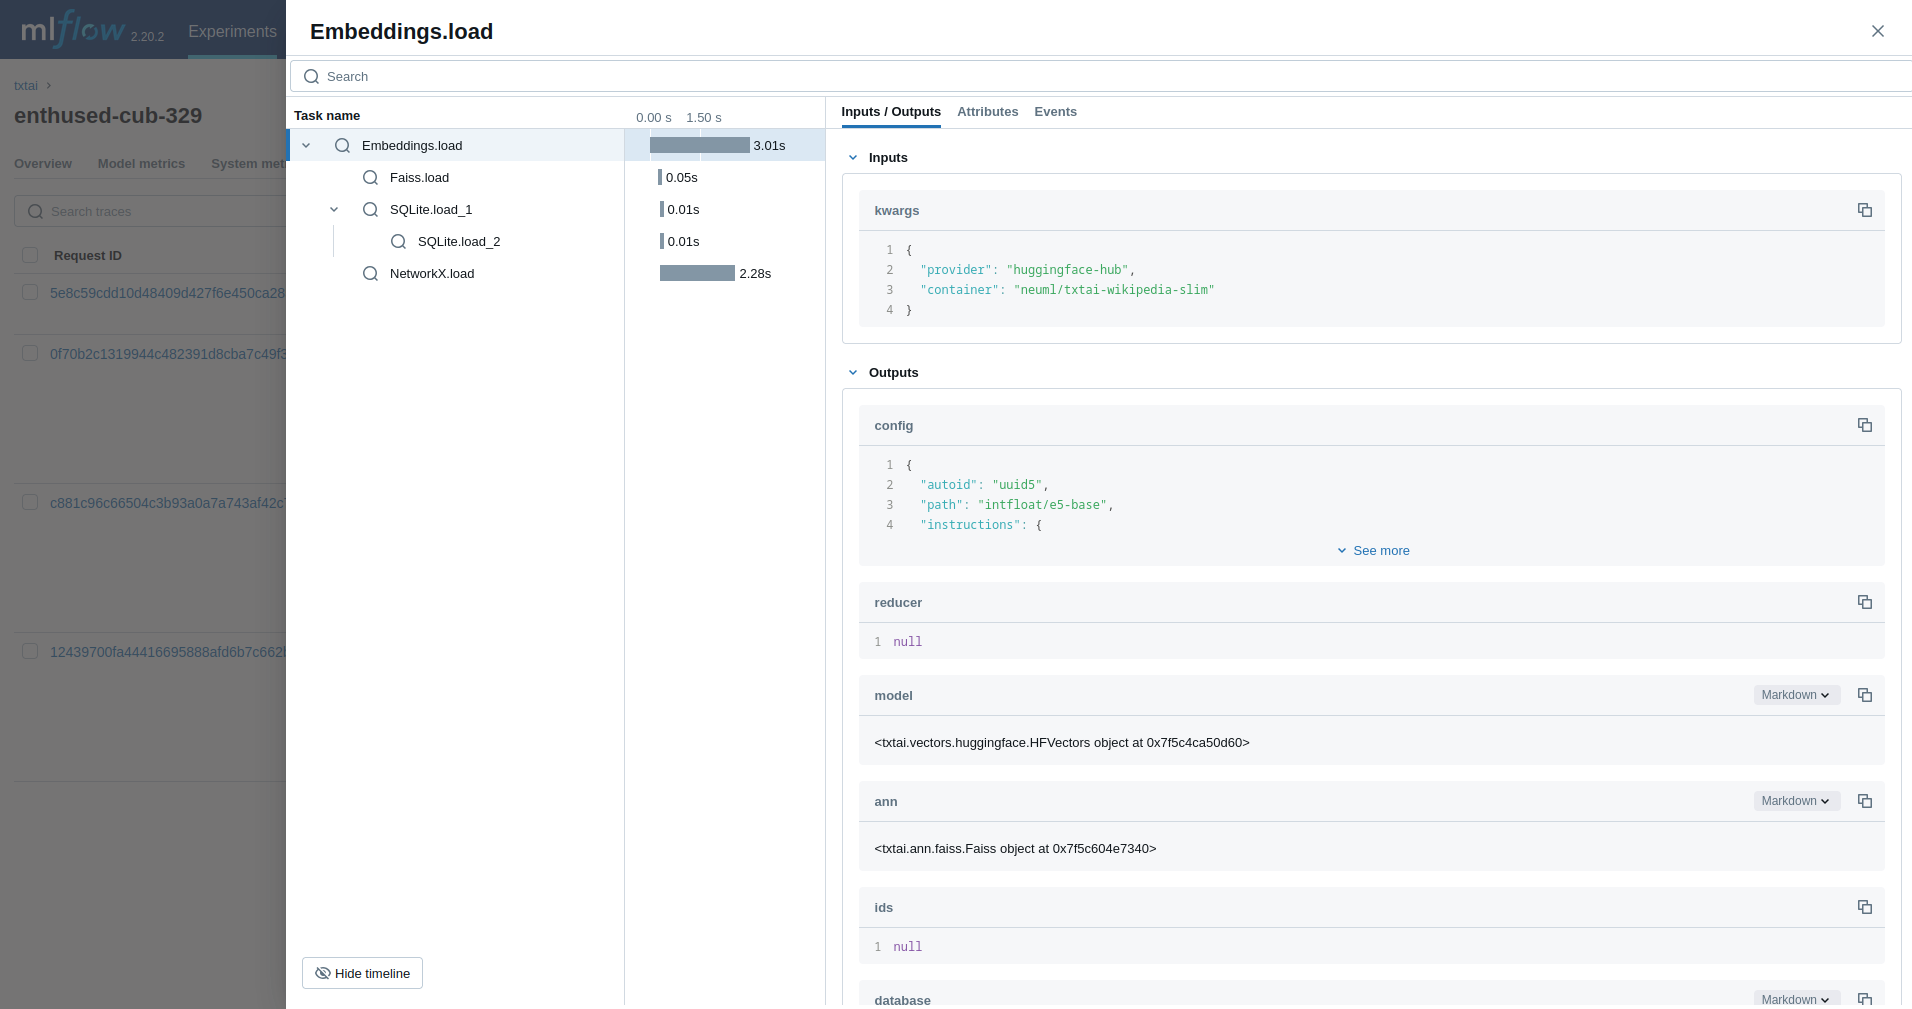 mlflow 2.20.2 Experiments
txtai
enthused-cub-329
Overview Model metrics System met
Search traces
Request ID
5e8c59cdd10d48409d427f6e450ca28
0f70b2c1319944c482391d8cba7c49f3
c881c96c66504c3b93a0a7a743af42c
12439700fa44416695888afd6b7c662
Embeddings.load
Search
Task name
0.00 s 1.50 s
Embeddings.load 3.01s
Faiss.load 0.05s
SQLite.load_1 0.01s
SQLite.load_2 0.01s
NetworkX.load 2.28s
Hide timeline
Inputs / Outputs Attributes Events
Inputs
kwargs
1 {
2 "provider": "huggingface-hub",
3 "container": "neuml/txtai-wikipedia-slim"
4 }
Outputs
config
1 {
2 "autoid": "uuid5",
3 "path": "intfloat/e5-base",
4 "instructions": {
See more
reducer
1 null
model Markdown
<txtai.vectors.huggingface.HFVectors object at 0x7f5c4ca50d60>
ann Markdown
<txtai.ann.faiss.Faiss object at 0x7f5c604e7340>
ids
1 null
database Markdown